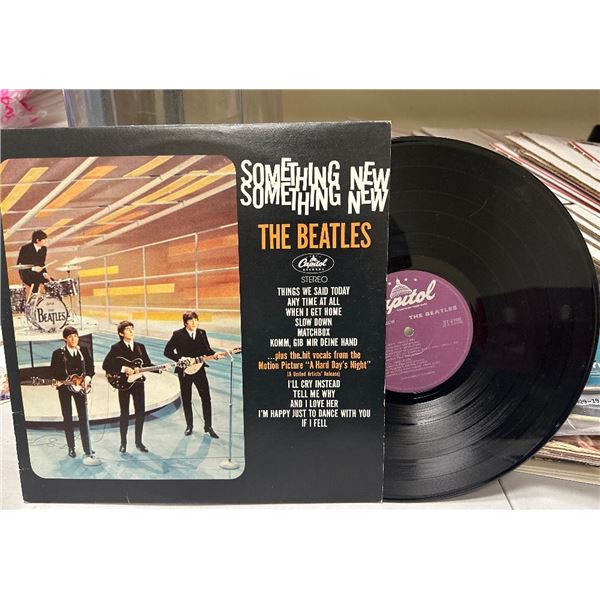 SOMETHING NEW
SOMETHING NEW
THE BEATLES
Capitol
RECORDS
STEREO
THINGS WE SAID TODAY
ANY TIME AT ALL
WHEN I GET HOME
SLOW DOWN
MATCHBOX
KOMM, GIB MIR DEINE HAND
...plus the hit vocals from the
Motion Picture "A Hard Day's Night"
(A United Artists' Release)
I'LL CRY INSTEAD
TELL ME WHY
AND I LOVE HER
I'M HAPPY JUST TO DANCE WITH YOU
IF I FELL
THE
BEATLES
Capitol
THE BEATLES